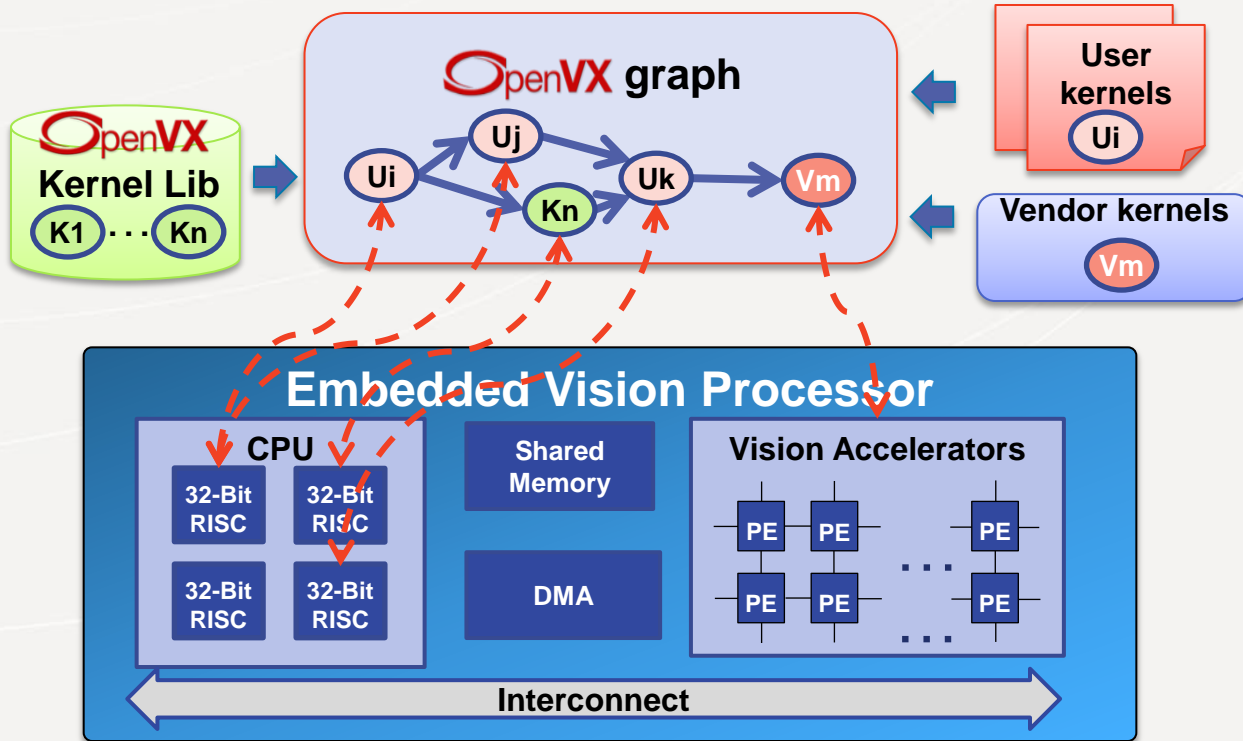 OpenVX graph
User
kernels
Ui
OpenVX
Kernel Lib
K1 ... Kn
Ui
Uj
Kn
Uk
Vm
Vendor kernels
Vm
Embedded Vision Processor
CPU
32-Bit
RISC
32-Bit
RISC
32-Bit
RISC
32-Bit
RISC
Shared
Memory
DMA
Vision Accelerators
PE PE PE
...
PE PE PE
...
Interconnect